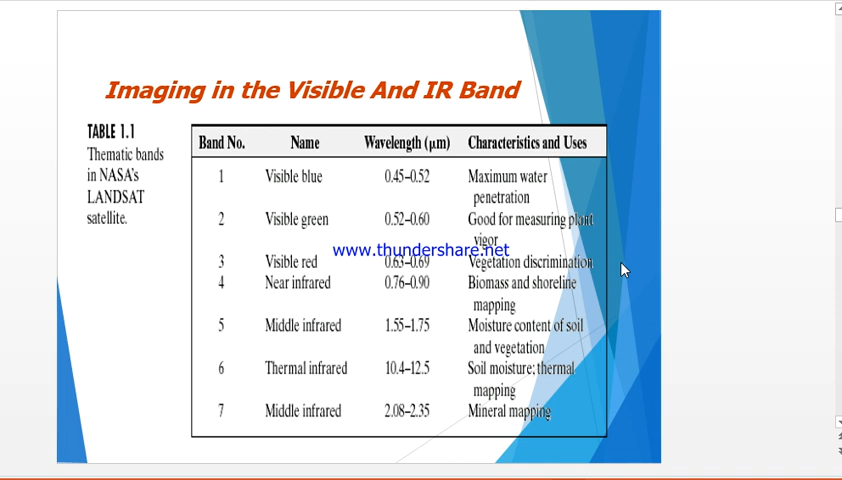 Imaging in the Visible And IR Band
TABLE 1.1
Thematic bands
in NASA's
LANDSAT
satellite.
Band No. Name Wavelength (μm) Characteristics and Uses
1 Visible blue 0.45–0.52 Maximum water
penetration
2 Visible green 0.52–0.60 Good for measuring plant
vigor
www.thundershare.net
3 Visible red 0.63–0.69 Vegetation discrimination
4 Near infrared 0.76–0.90 Biomass and shoreline
mapping
5 Middle infrared 1.55–1.75 Moisture content of soil
and vegetation
6 Thermal infrared 10.4–12.5 Soil moisture; thermal
mapping
7 Middle infrared 2.08–2.35 Mineral mapping